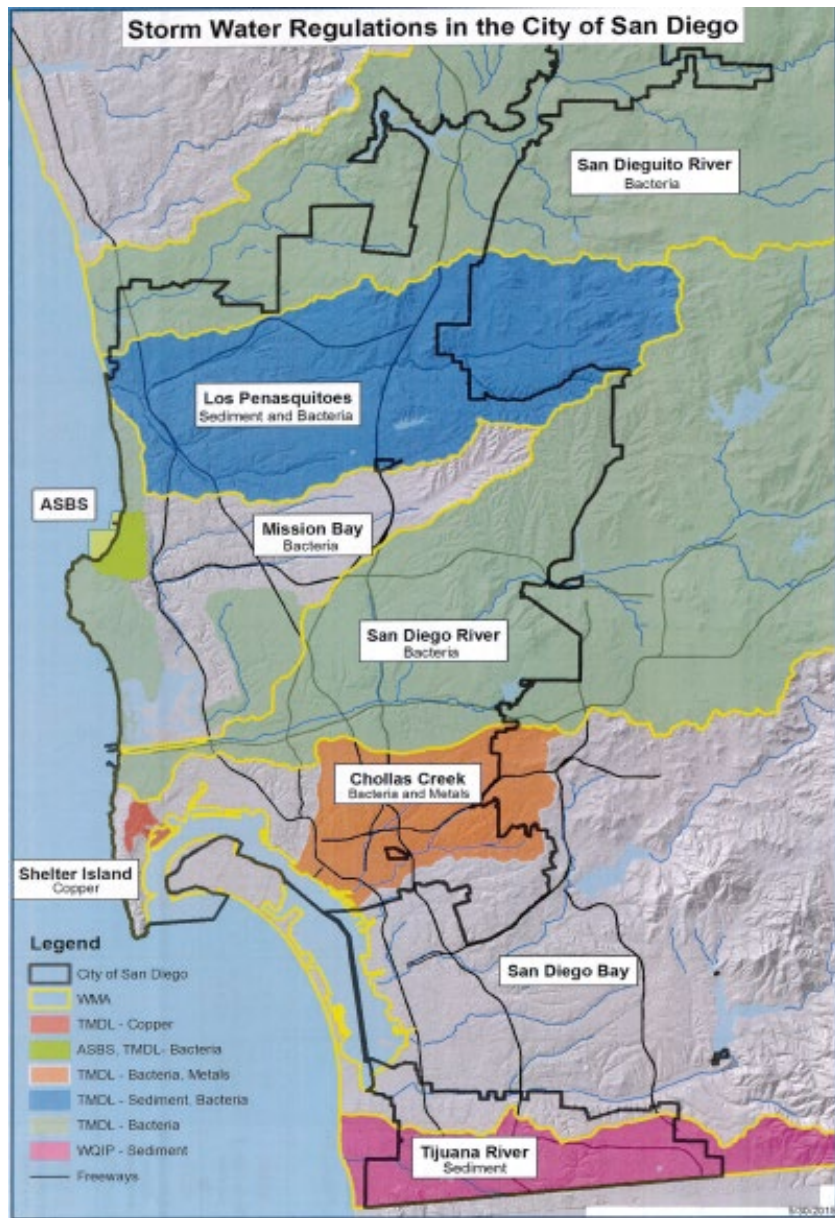 Storm Water Regulations in the City of San Diego
San Dieguito River
Bacteria
Los Penasquitoes
Sediment and Bacteria
ASBS
Mission Bay
Bacteria
San Diego River
Bacteria
Chollas Creek
Bacteria and Metals
Shelter Island
Copper
San Diego Bay
Legend
City of San Diego
WMA
TMDL - Copper
ASBS, TMDL- Bacteria
TMDL - Bacteria, Metals
TMDL - Sediment, Bacteria
TMDL - Bacteria
WQIP - Sediment
Freeways
Tijuana River
Sediment